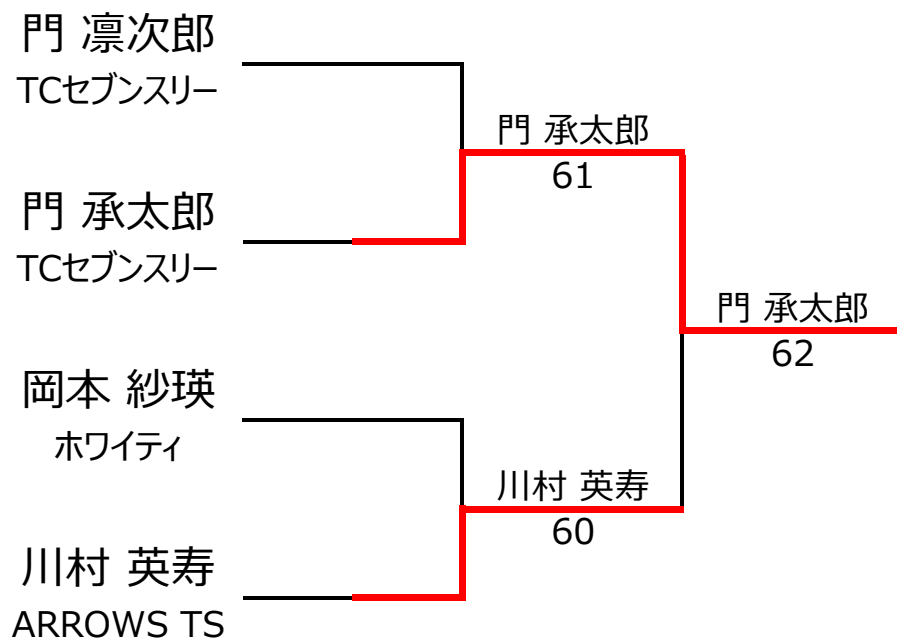 門 凛次郎
TCセブンスリー
門 承太郎
61
門 承太郎
TCセブンスリー
門 承太郎
62
岡本 紗瑛
ホワイティ
川村 英寿
60
川村 英寿
ARROWS TS